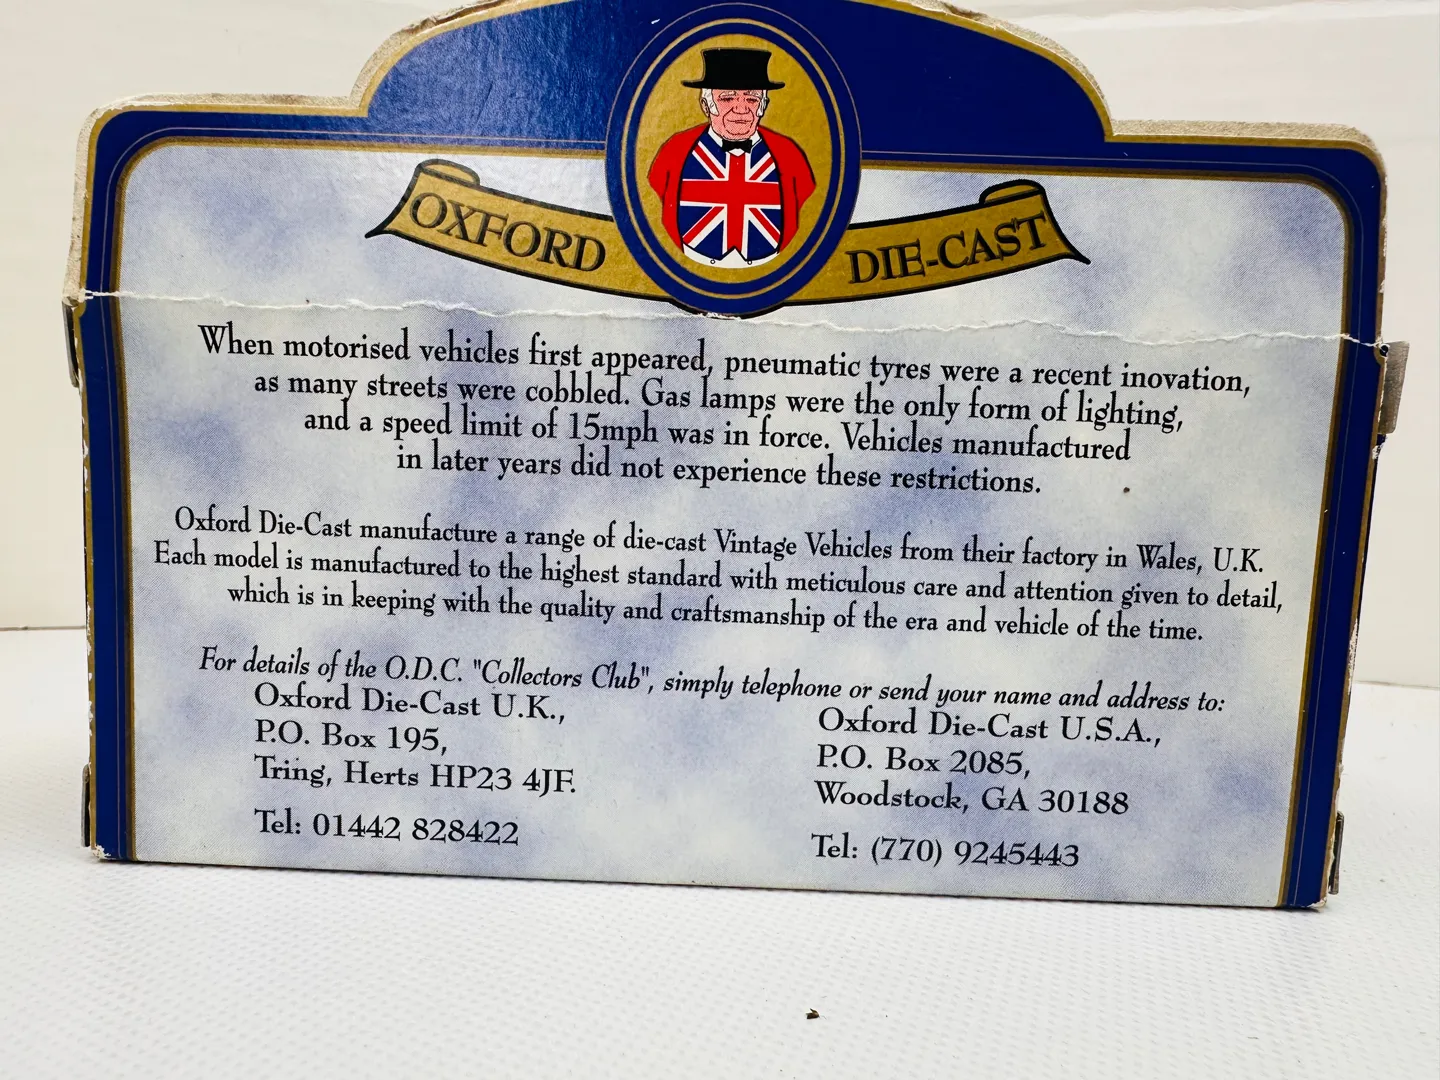 OXFORD DIE-CAST
When motorised vehicles first appeared, pneumatic tyres were a recent inovation,
as many streets were cobbled. Gas lamps were the only form of lighting,
and a speed limit of 15mph was in force. Vehicles manufactured
in later years did not experience these restrictions.
Oxford Die-Cast manufacture a range of die-cast Vintage Vehicles from their factory in Wales, U.K.
Each model is manufactured to the highest standard with meticulous care and attention given to detail,
which is in keeping with the quality and craftsmanship of the era and vehicle of the time.
For details of the O.D.C. "Collectors Club", simply telephone or send your name and address to:
Oxford Die-Cast U.K.,
P.O. Box 195,
Tring, Herts HP23 4JF.
Tel: 01442 828422
Oxford Die-Cast U.S.A.,
P.O. Box 2085,
Woodstock, GA 30188
Tel: (770) 9245443